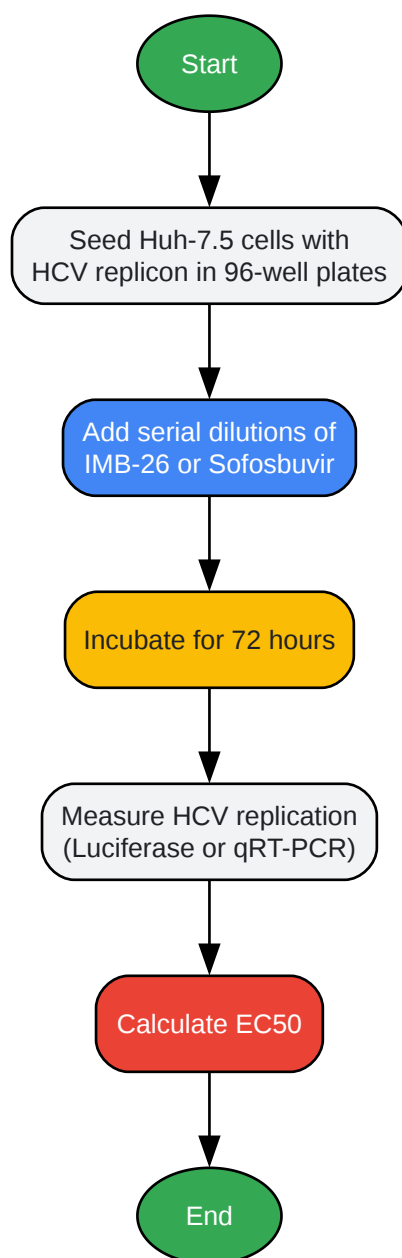 Start
Seed Huh-7.5 cells with
HCV replicon in 96-well plates
Add serial dilutions of
IMB-26 or Sofosbuvir
Incubate for 72 hours
Measure HCV replication
(Luciferase or qRT-PCR)
Calculate EC50
End